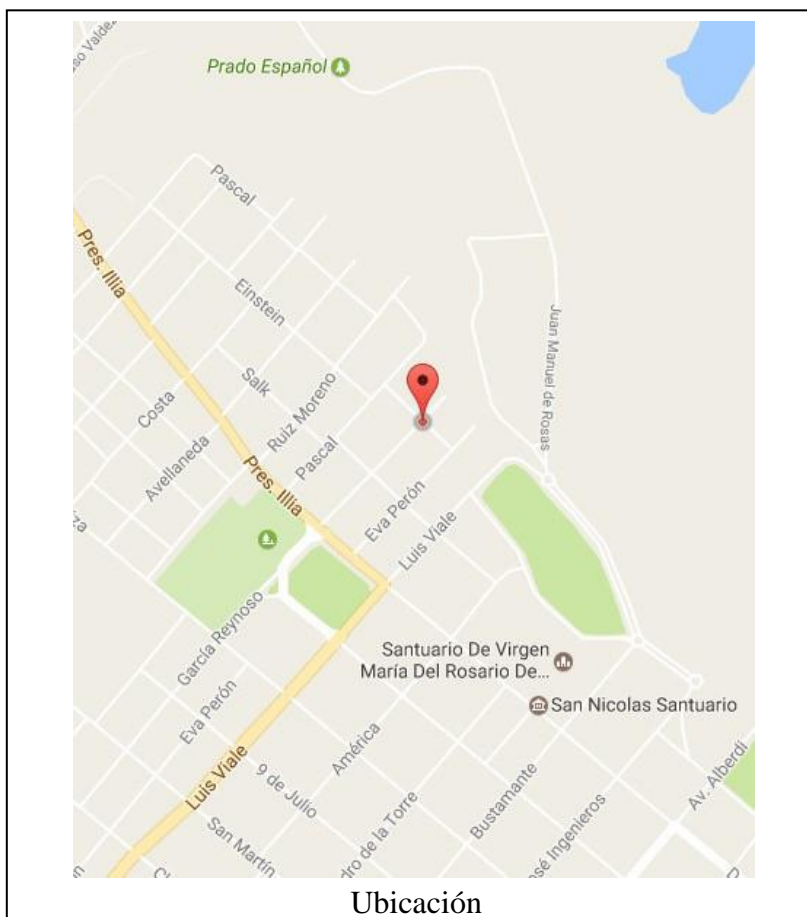 Prado Español
Pascal
Pres. Illia
Einstein
Juan Manuel de Rosas
Salk
Ruiz Moreno
Costa
Avellaneda
Pascal
Pres. Illia
Eva Perón
Luis Viale
García Reynoso
Santuario De Virgen
María Del Rosario De...
San Nicolas Santuario
Eva Perón
América
Luis Viale
9 de Julio
Av. Alberdi
Bustamante
San Martín
José Ingenieros
Ubicación